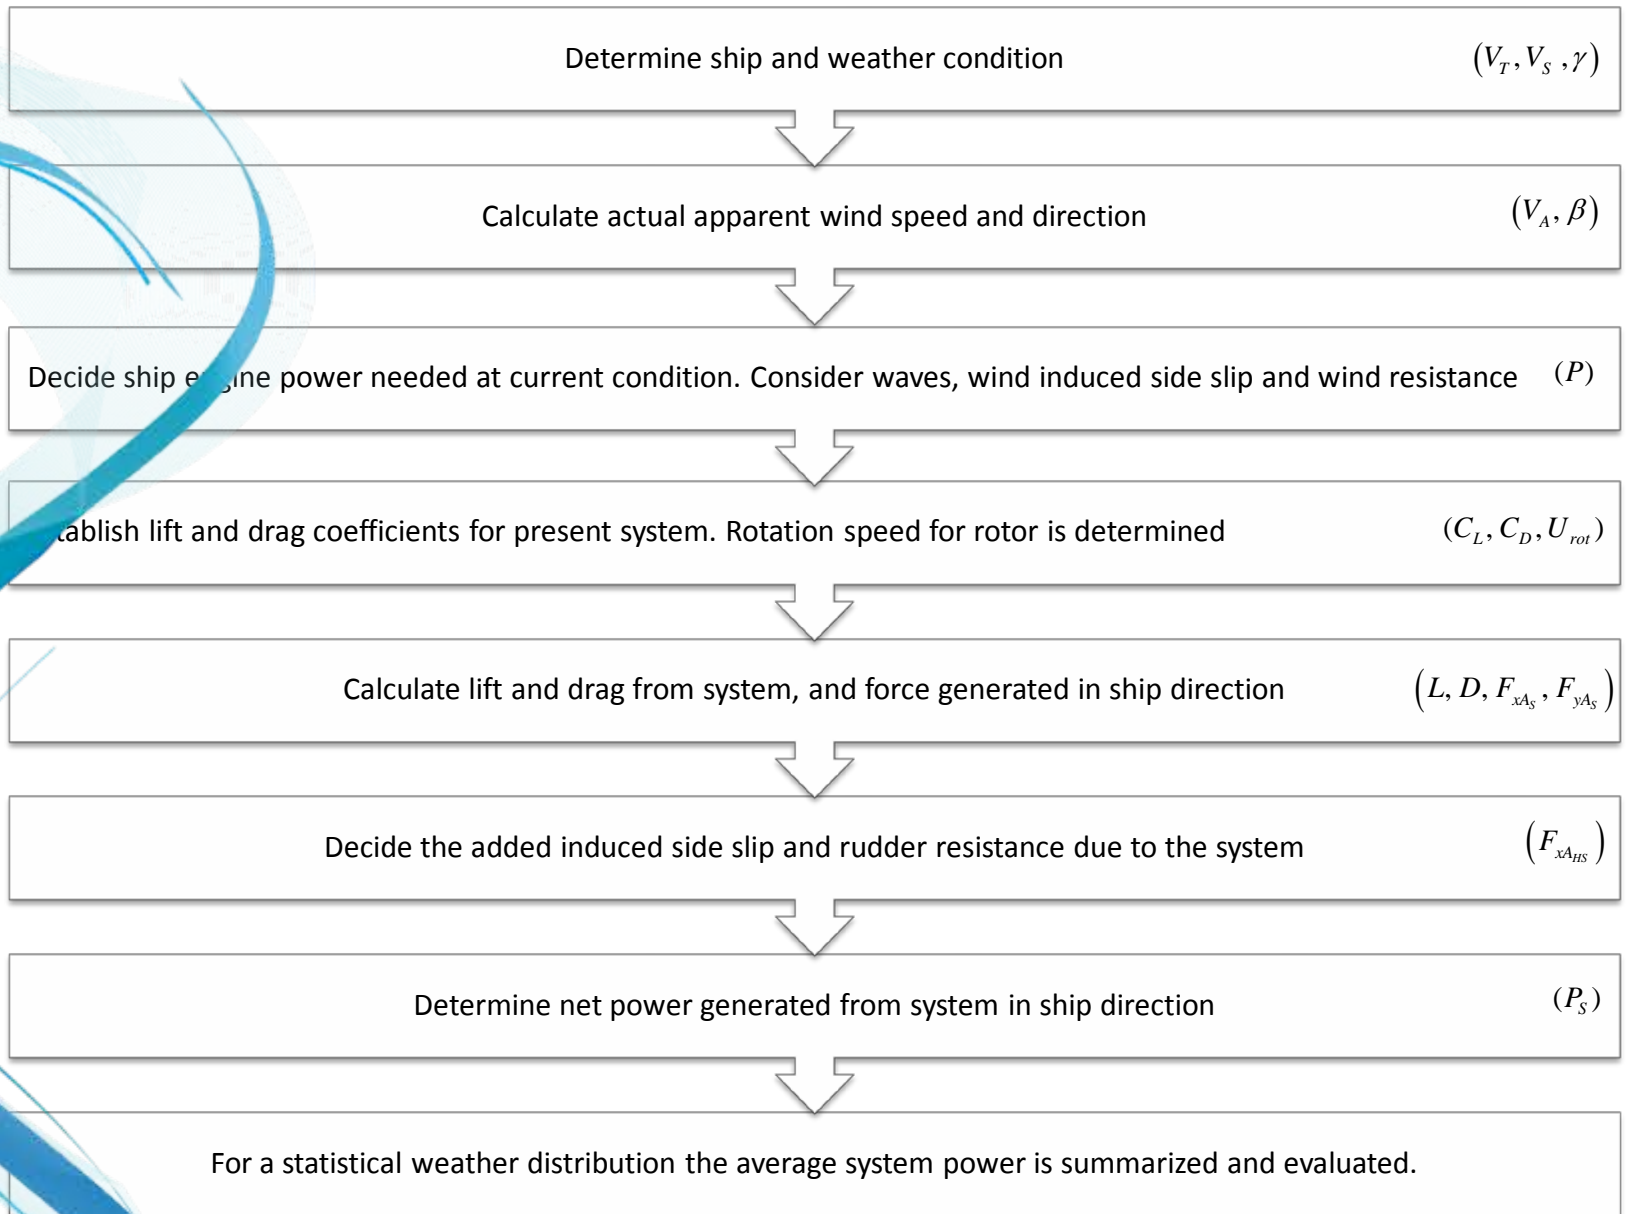 Determine ship and weather condition (V_T, V_S, γ)
Calculate actual apparent wind speed and direction (V_A, β)
Decide ship engine power needed at current condition. Consider waves, wind induced side slip and wind resistance (P)
tablish lift and drag coefficients for present system. Rotation speed for rotor is determined (C_L, C_D, U_rot)
Calculate lift and drag from system, and force generated in ship direction (L, D, F_xA_S, F_yA_S)
Decide the added induced side slip and rudder resistance due to the system (F_xA_HS)
Determine net power generated from system in ship direction (P_S)
For a statistical weather distribution the average system power is summarized and evaluated.